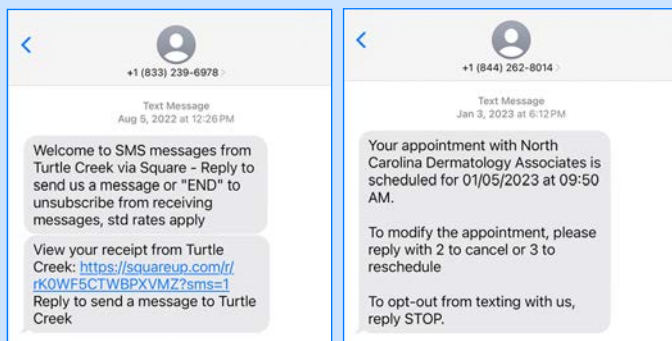 +1 (833) 239-6978 >
Text Message
Aug 5, 2022 at 12:26 PM
Welcome to SMS messages from
Turtle Creek via Square - Reply to
send us a message or "END" to
unsubscribe from receiving
messages, std rates apply
View your receipt from Turtle
Creek: https://squareup.com/r/
rK0WF5CTWBPXVMZ?sms=1
Reply to send a message to Turtle
Creek
+1 (844) 262-8014 >
Text Message
Jan 3, 2023 at 6:12 PM
Your appointment with North
Carolina Dermatology Associates is
scheduled for 01/05/2023 at 09:50
AM.
To modify the appointment, please
reply with 2 to cancel or 3 to
reschedule
To opt-out from texting with us,
reply STOP.